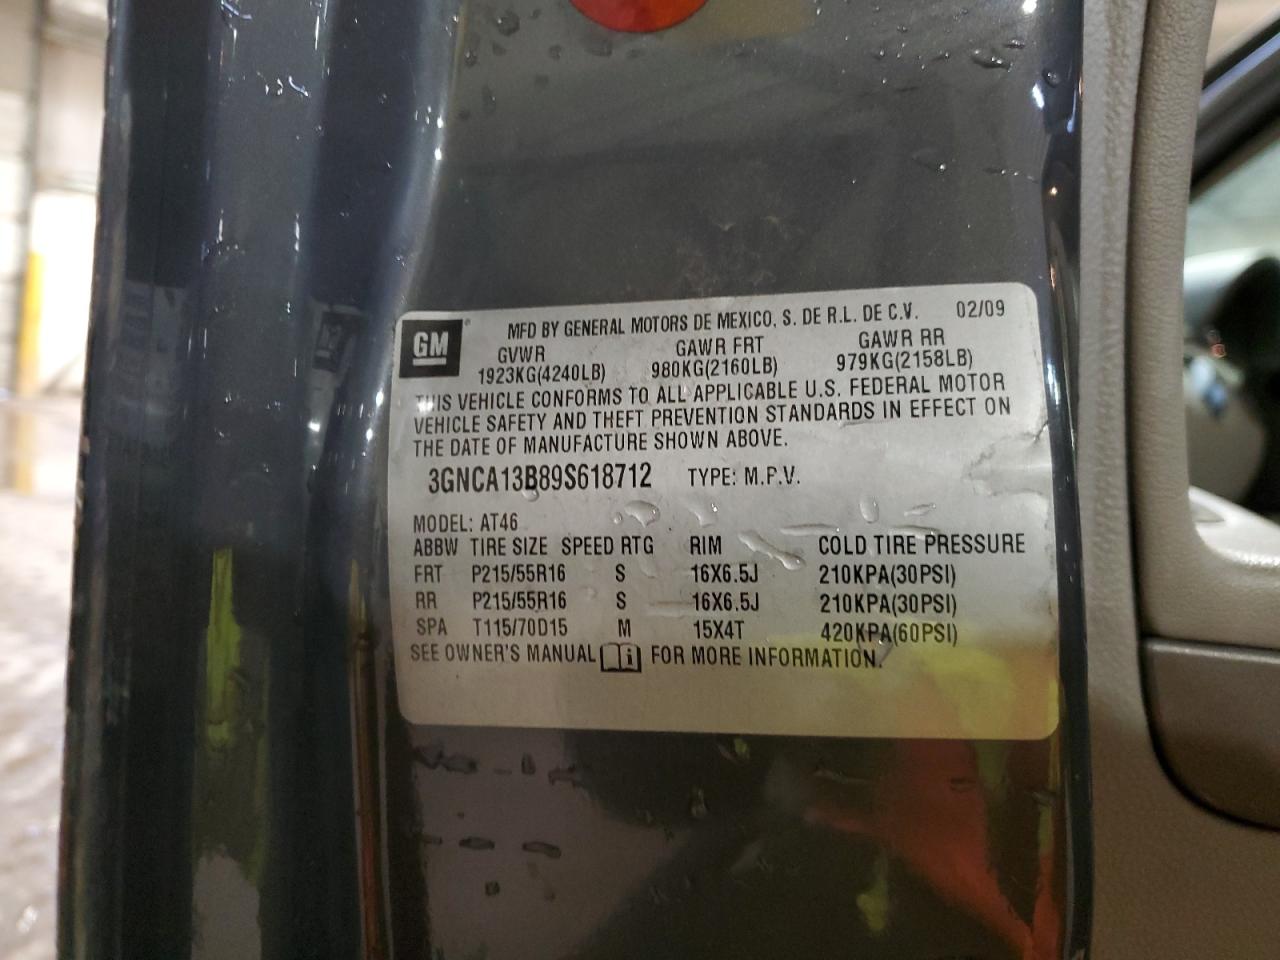 GM
MFD BY GENERAL MOTORS DE MEXICO, S. DE R.L. DE C.V. 02/09
GVWR GAWR FRT GAWR RR
1923KG(4240LB) 980KG(2160LB) 979KG(2158LB)
THIS VEHICLE CONFORMS TO ALL APPLICABLE U.S. FEDERAL MOTOR
VEHICLE SAFETY AND THEFT PREVENTION STANDARDS IN EFFECT ON
THE DATE OF MANUFACTURE SHOWN ABOVE.
3GNCA13B89S618712 TYPE: M.P.V.
MODEL: AT46
ABBW TIRE SIZE SPEED RTG RIM COLD TIRE PRESSURE
FRT P215/55R16 S 16X6.5J 210KPA(30PSI)
RR P215/55R16 S 16X6.5J 210KPA(30PSI)
SPA T115/70D15 M 15X4T 420KPA(60PSI)
SEE OWNER'S MANUAL FOR MORE INFORMATION.